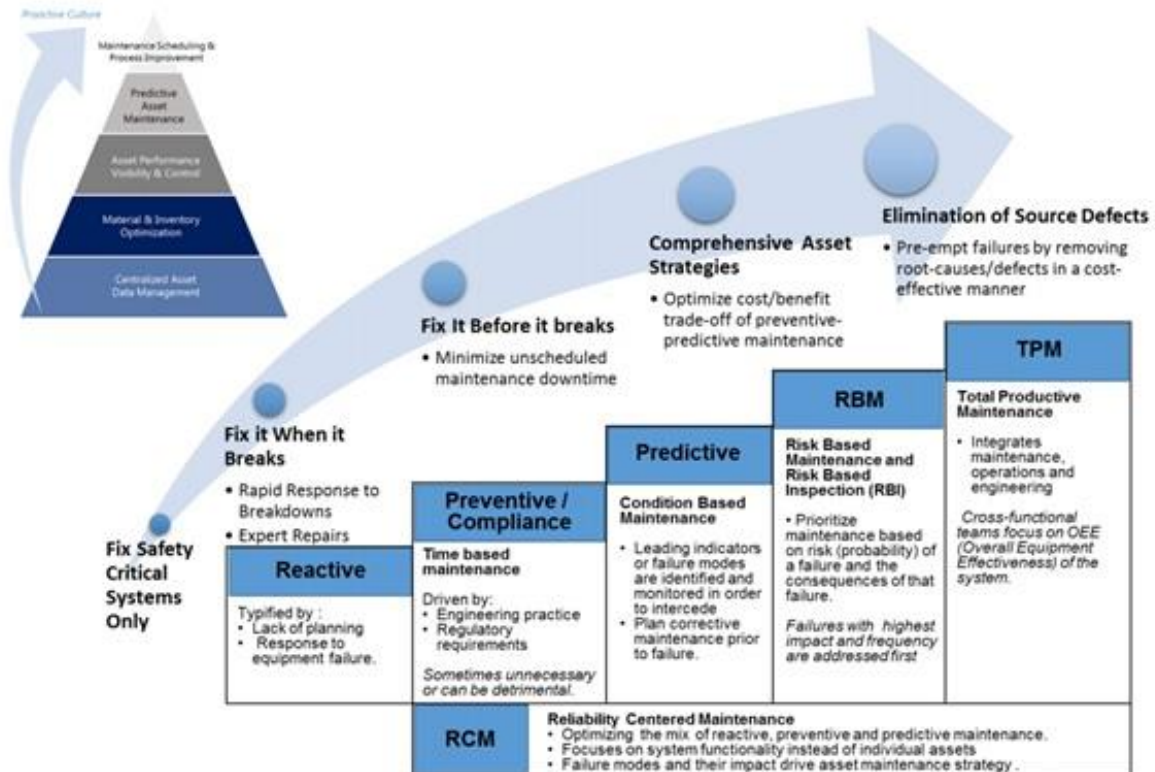 Proactive Culture
Maintenance Scheduling &
Process Improvement
Predictive
Asset
Maintenance
Asset Performance
Visibility & Control
Material & Inventory
Optimization
Centralized Asset
Data Management
Fix Safety
Critical
Systems
Only
Fix it When it
Breaks
• Rapid Response to
Breakdowns
• Expert Repairs
Fix It Before it breaks
• Minimize unscheduled
maintenance downtime
Comprehensive Asset
Strategies
• Optimize cost/benefit
trade-off of preventive-
predictive maintenance
Elimination of Source Defects
• Pre-empt failures by removing
root-causes/defects in a cost-
effective manner
Reactive
Typified by :
• Lack of planning
• Response to
equipment failure.
Preventive /
Compliance
Time based
maintenance
Driven by:
• Engineering practice
• Regulatory
requirements
Sometimes unnecessary
or can be detrimental.
Predictive
Condition Based
Maintenance
• Leading indicators
or failure modes
are identified and
monitored in order
to intercede
• Plan corrective
maintenance prior
to failure.
RBM
Risk Based
Maintenance and
Risk Based
Inspection (RBI)
• Prioritize
maintenance based
on risk (probability) of
a failure and the
consequences of that
failure.
Failures with highest
impact and frequency
are addressed first
TPM
Total Productive
Maintenance
• Integrates
maintenance,
operations and
engineering
Cross-functional
teams focus on OEE
(Overall Equipment
Effectiveness) of the
system.
RCM
Reliability Centered Maintenance
• Optimizing the mix of reactive, preventive and predictive maintenance.
• Focuses on system functionality instead of individual assets
• Failure modes and their impact drive asset maintenance strategy .